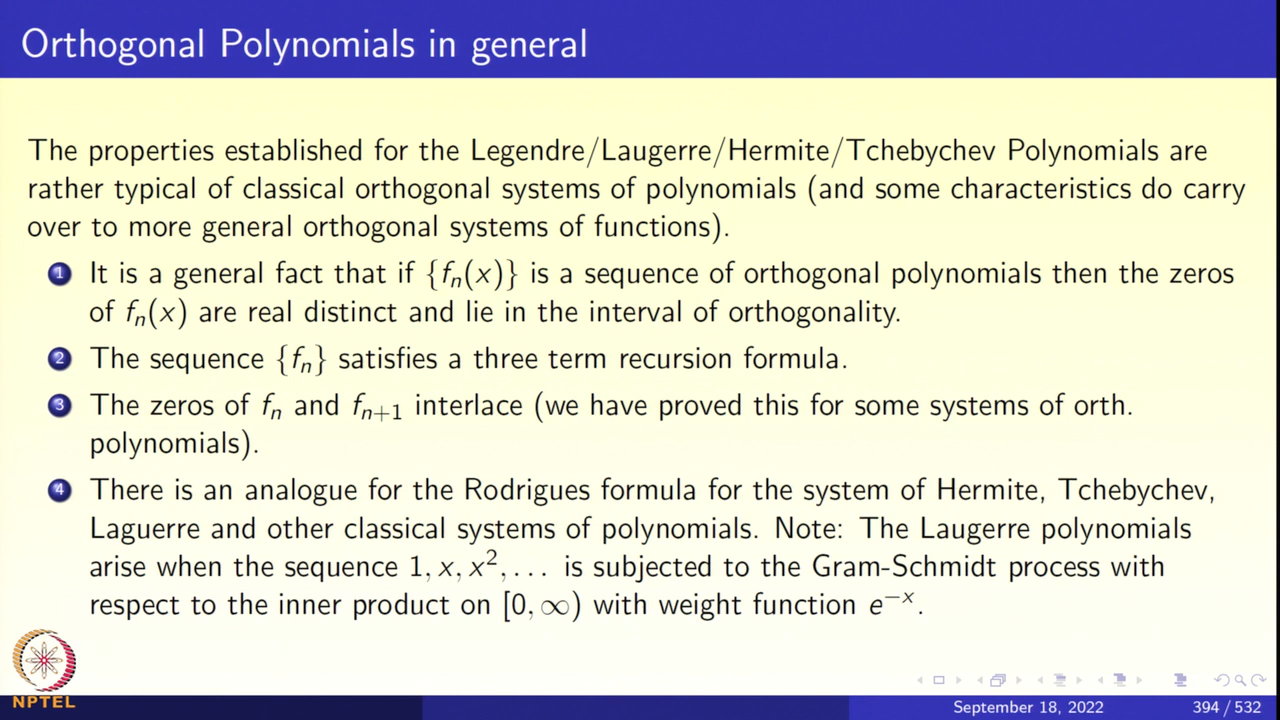 Orthogonal Polynomials in general
The properties established for the Legendre/Laugerre/Hermite/Tchebychev Polynomials are
rather typical of classical orthogonal systems of polynomials (and some characteristics do carry
over to more general orthogonal systems of functions).
1 It is a general fact that if {fₙ(x)} is a sequence of orthogonal polynomials then the zeros
of fₙ(x) are real distinct and lie in the interval of orthogonality.
2 The sequence {fₙ} satisfies a three term recursion formula.
3 The zeros of fₙ and fₙ₊₁ interlace (we have proved this for some systems of orth.
polynomials).
4 There is an analogue for the Rodrigues formula for the system of Hermite, Tchebychev,
Laguerre and other classical systems of polynomials. Note: The Laugerre polynomials
arise when the sequence 1, x, x², . . . is subjected to the Gram-Schmidt process with
respect to the inner product on [0, ∞) with weight function e⁻ˣ.
NPTEL
September 18, 2022 394 / 532